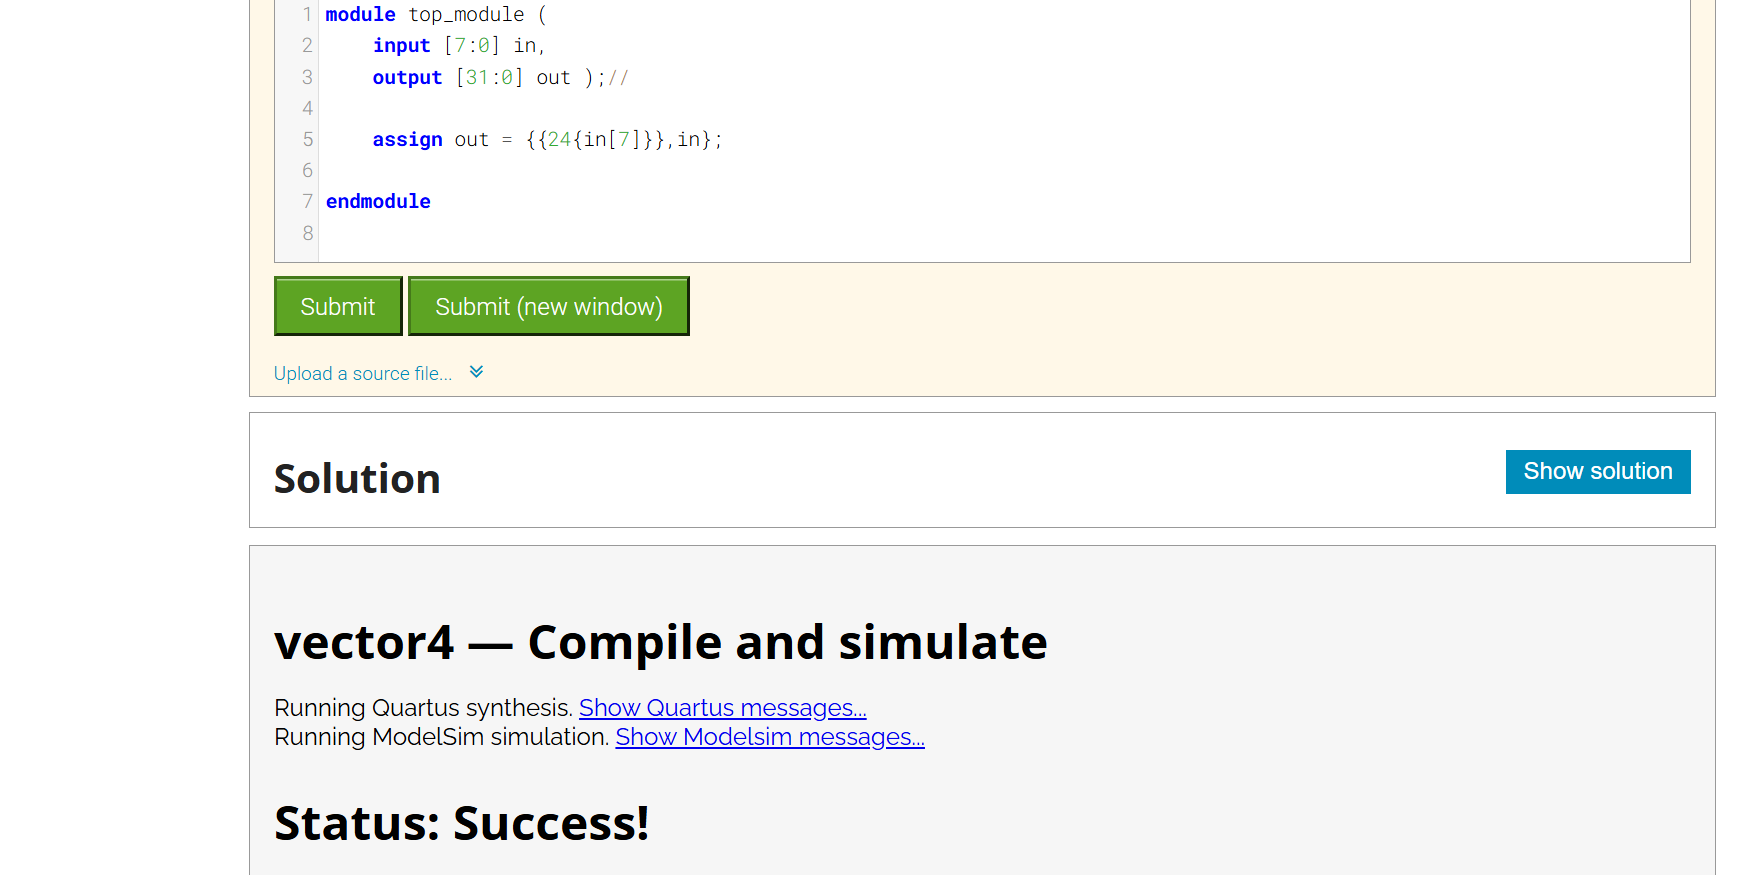 1 module top_module (
2     input [7:0] in,
3     output [31:0] out );//
4
5     assign out = {{24{in[7]}},in};
6
7 endmodule
8
Submit Submit (new window)
Upload a source file...
Solution Show solution
vector4 — Compile and simulate
Running Quartus synthesis. Show Quartus messages...
Running ModelSim simulation. Show Modelsim messages...
Status: Success!